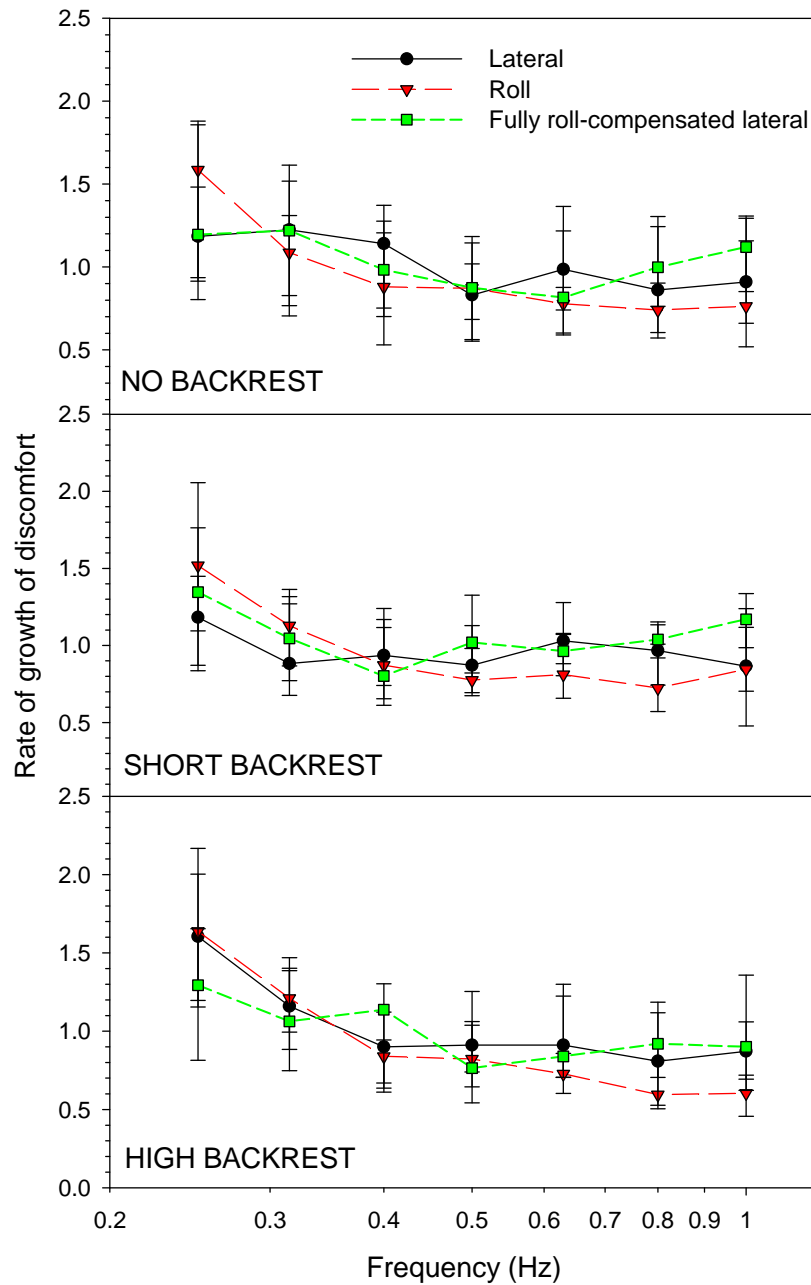 2.5
Lateral
Roll
Fully roll-compensated lateral
2.0
1.5
1.0
0.5
NO BACKREST
2.5
2.0
1.5
1.0
0.5
SHORT BACKREST
2.5
2.0
1.5
1.0
0.5
HIGH BACKREST
0.0
0.2 0.3 0.4 0.5 0.6 0.7 0.8 0.9 1
Frequency (Hz)
Rate of growth of discomfort